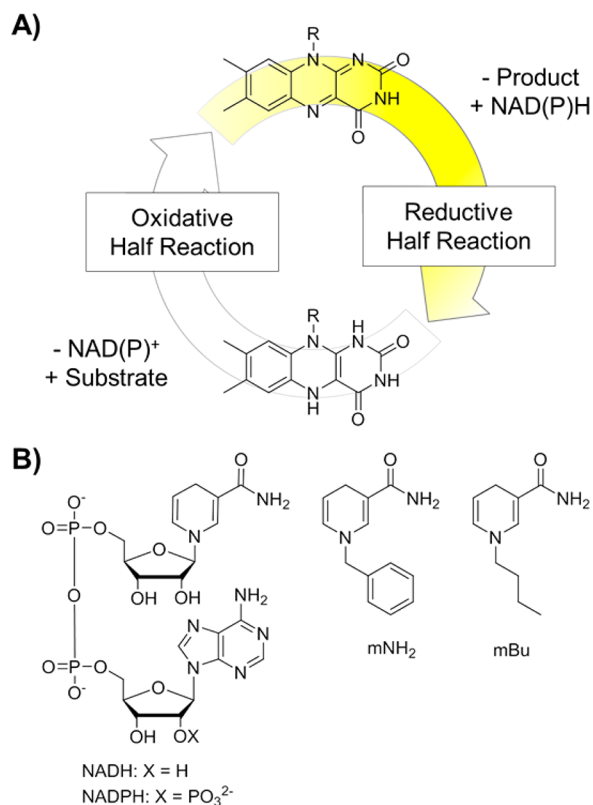 A)
R
N
N
O
NH
N
O
- Product
+ NAD(P)H
Oxidative
Half Reaction
Reductive
Half Reaction
- NAD(P)⁺
+ Substrate
R
N
H
N
O
NH
N
H
O
B)
O
NH₂
N
O⁻
O=P
O
O
O⁻
OH OH
O
NH₂
N
N
N
N
O⁻
O=P
O
O
O⁻
OH OX
O
NH₂
N
mNH₂
O
NH₂
N
mBu
NADH: X = H
NADPH: X = PO₃²⁻